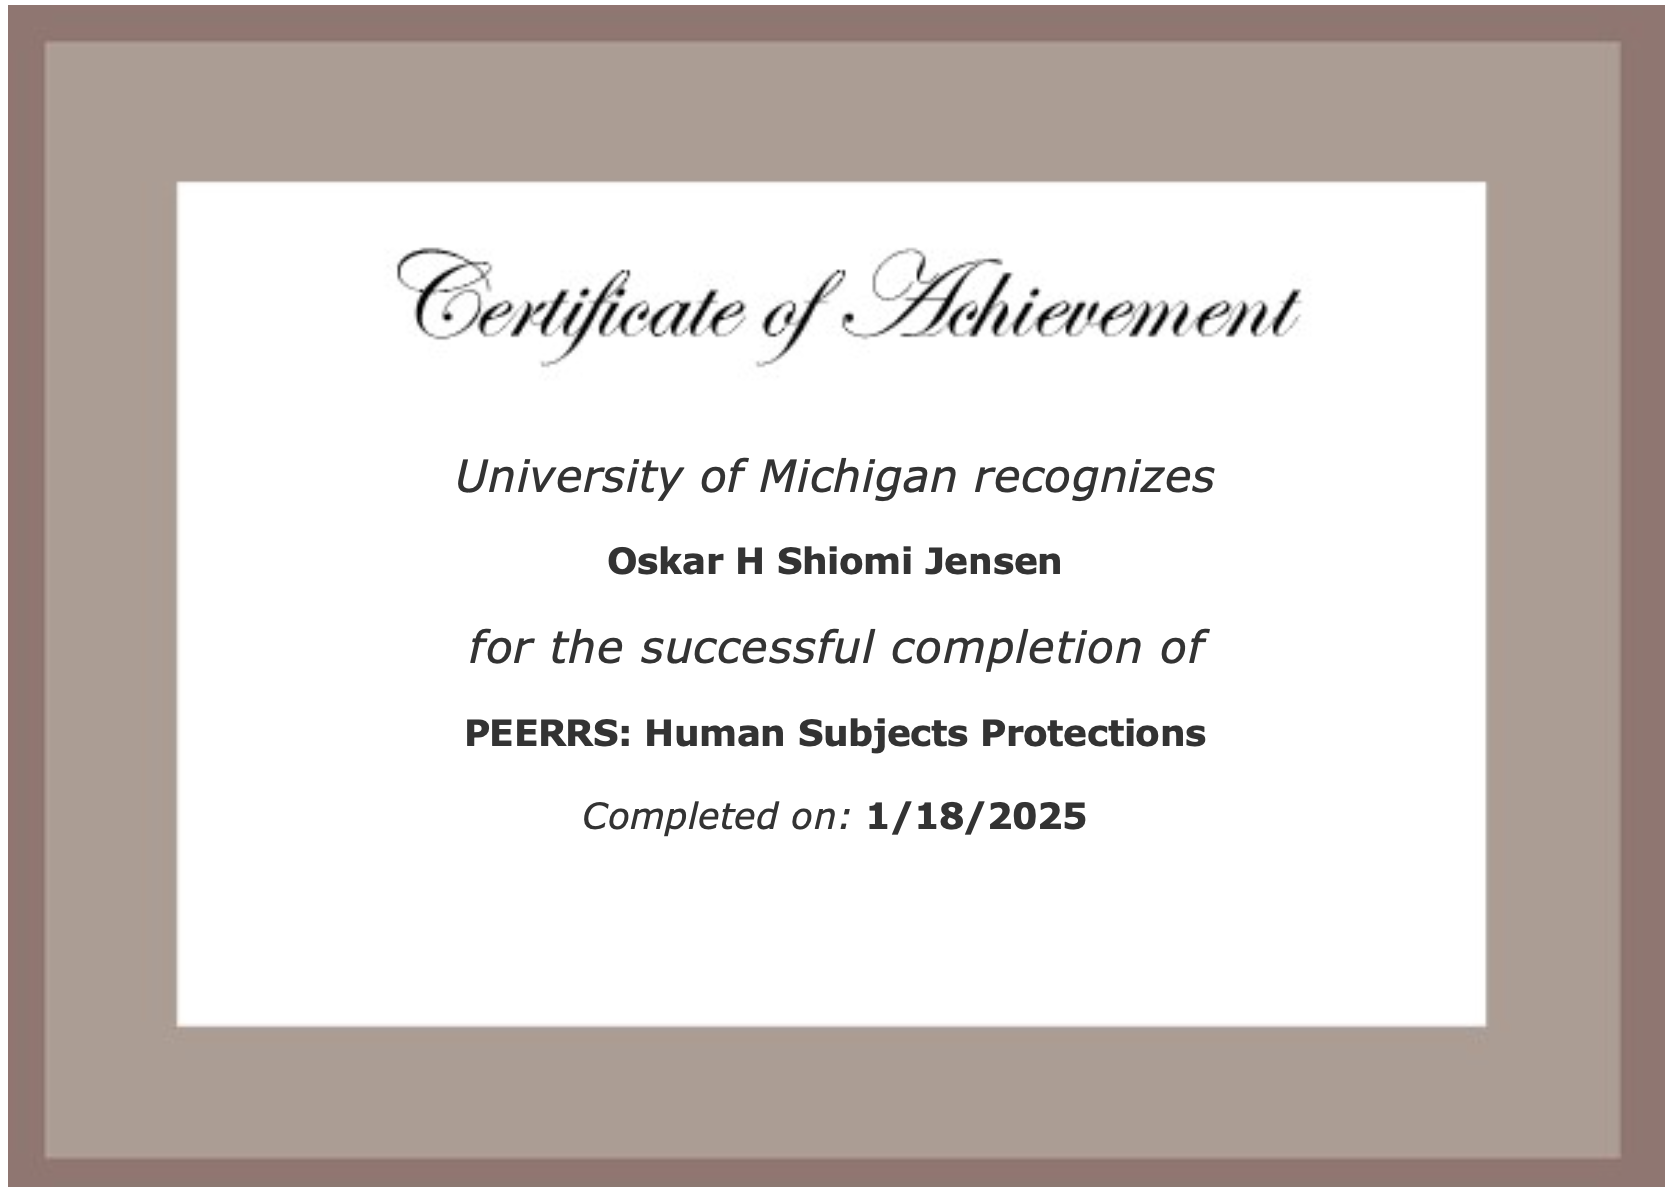 Certificate of Achievement
University of Michigan recognizes
Oskar H Shiomi Jensen
for the successful completion of
PEERRS: Human Subjects Protections
Completed on: 1/18/2025